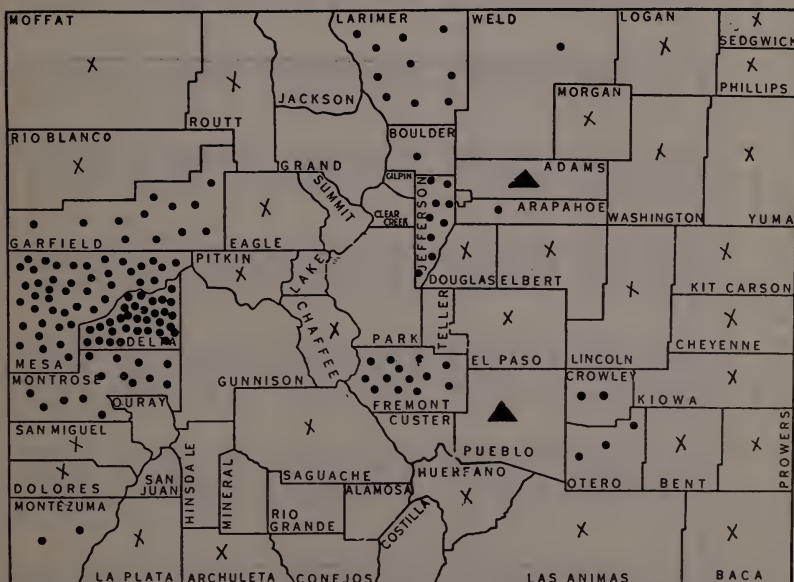 MOFFAT
LARIMER
WELD
LOGAN
SEDGWICK
PHILLIPS
JACKSON
MORGAN
ROUTT
RIO BLANCO
BOULDER
GRAND
GILPIN
ADAMS
SUMMIT
CLEAR
CREEK
JEFFERSON
ARAPAHOE
WASHINGTON
YUMA
GARFIELD
EAGLE
PITKIN
LAKE
DOUGLAS
ELBERT
KIT CARSON
DELTA
CHAFFEE
TELLER
PARK
EL PASO
LINCOLN
CHEYENNE
MESA
MONTROSE
GUNNISON
CROWLEY
KIOWA
OURAY
FREMONT
CUSTER
SAN MIGUEL
PUEBLO
PROWERS
HINSDALE
MINERAL
SAGUACHE
HUERFANO
OTERO
BENT
DOLORES
SAN
JUAN
ALAMOSA
MONTEZUMA
RIO
GRANDE
COSTILLA
LA PLATA
ARCHULETA
CONEJOS
LAS ANIMAS
BACA